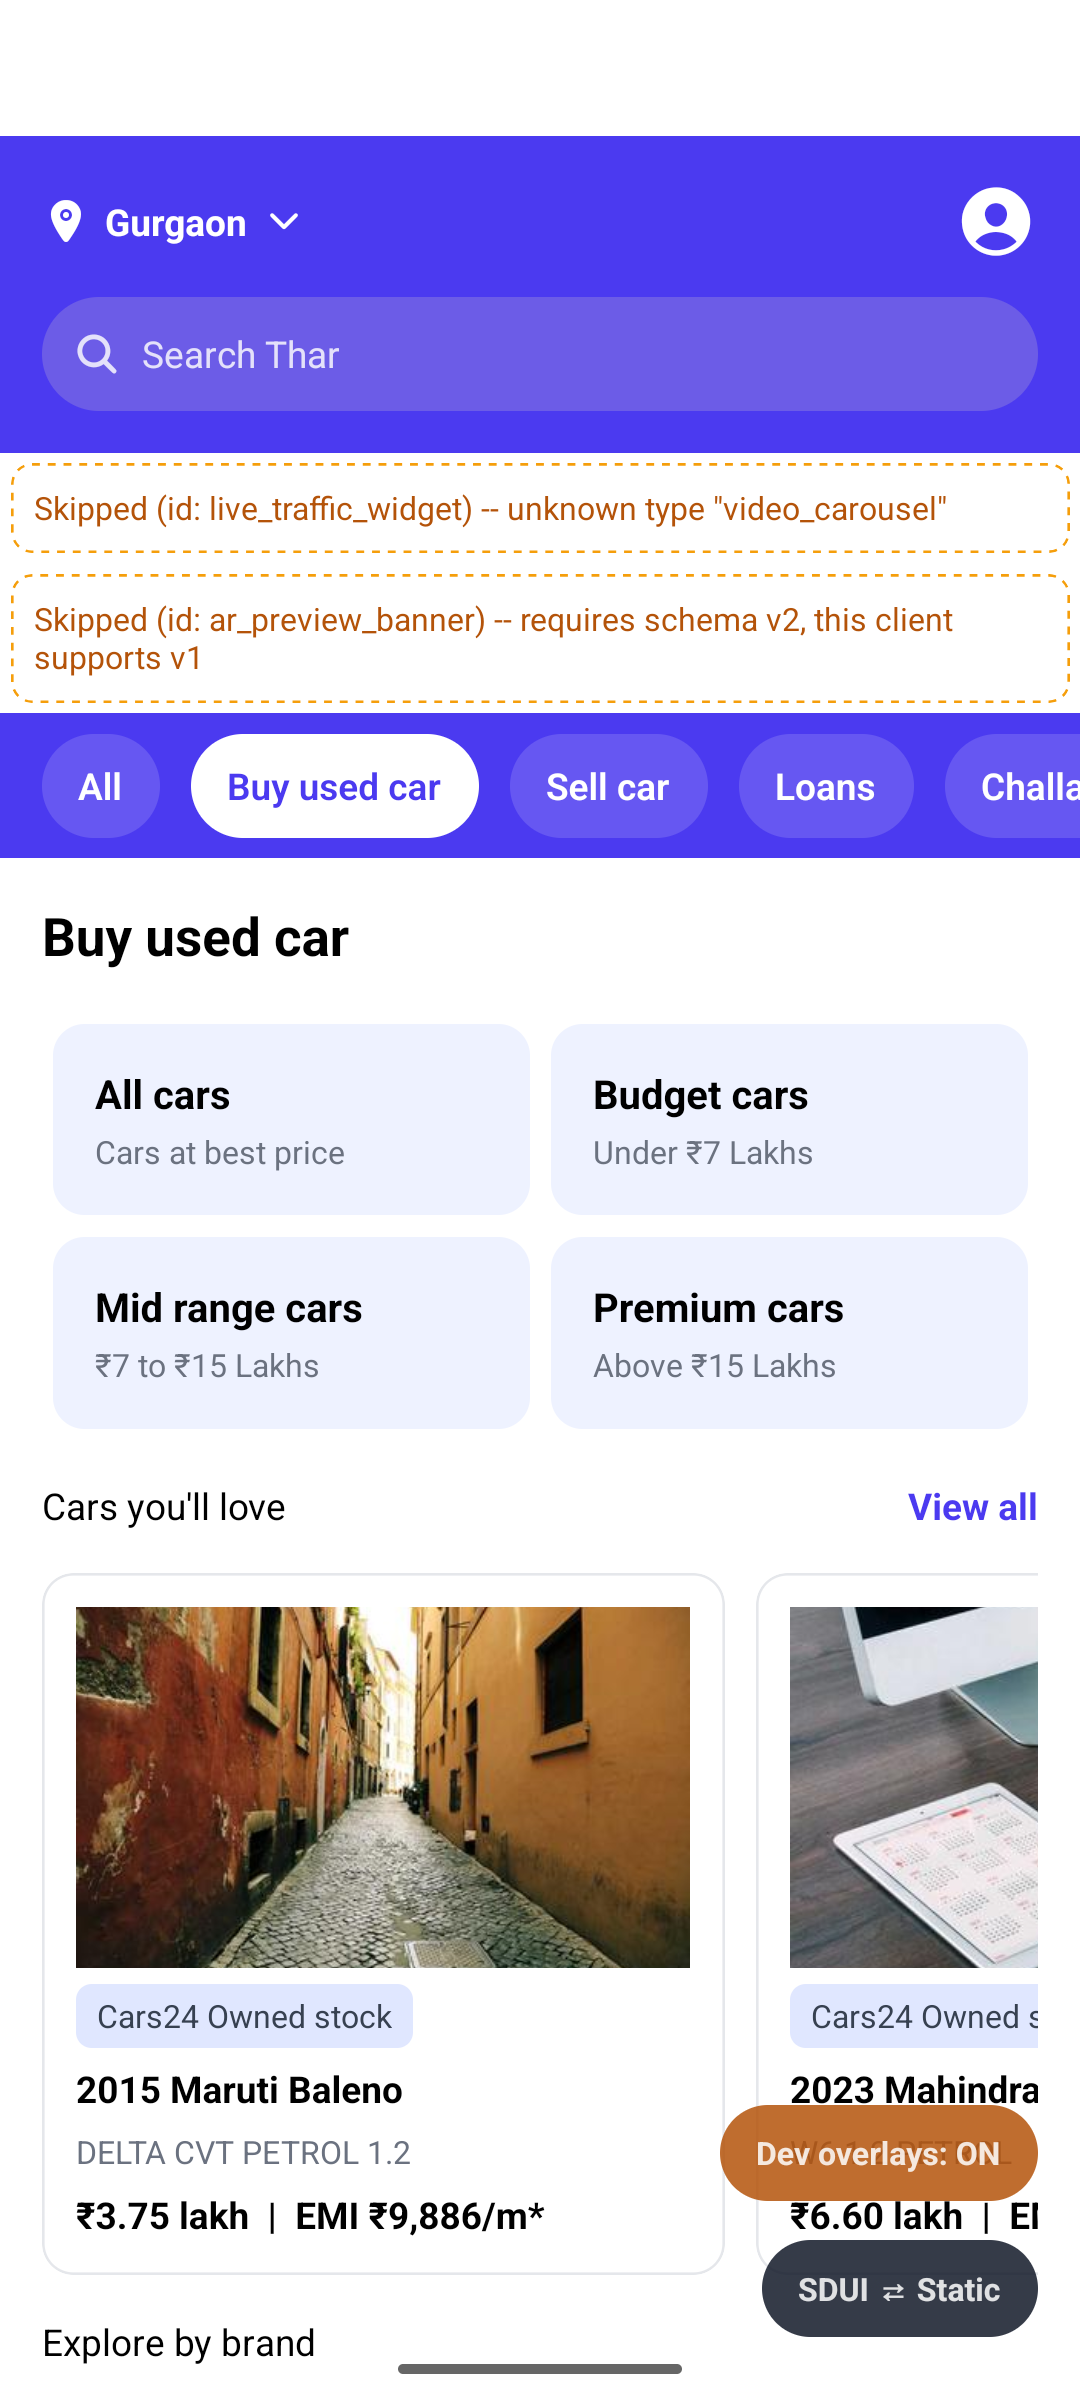 Gurgaon
Search Thar
Skipped (id: live_traffic_widget) -- unknown type "video_carousel"
Skipped (id: ar_preview_banner) -- requires schema v2, this client
supports v1
All
Buy used car
Sell car
Loans
Challa
Buy used car
All cars
Cars at best price
Budget cars
Under ₹7 Lakhs
Mid range cars
₹7 to ₹15 Lakhs
Premium cars
Above ₹15 Lakhs
Cars you'll love
View all
Cars24 Owned stock
2015 Maruti Baleno
DELTA CVT PETROL 1.2
₹3.75 lakh | EMI ₹9,886/m*
Cars24 Owned s
2023 Mahindra
Dev overlays: ON
₹6.60 lakh | EM
SDUI ⇄ Static
Explore by brand